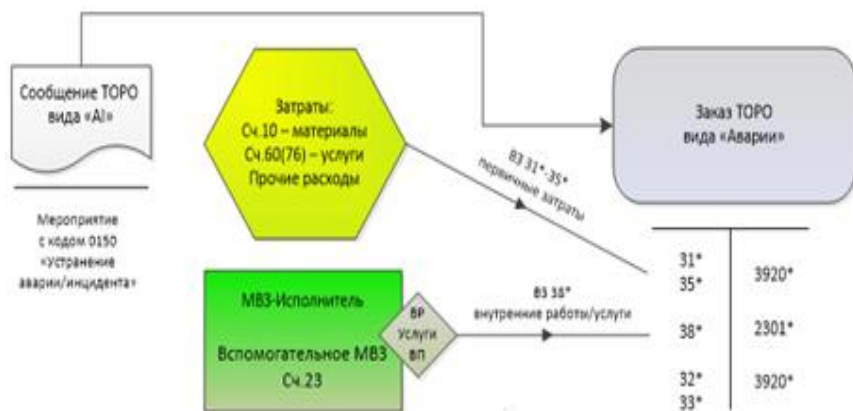 Сообщение ТОРО
вида «AI»
Мероприятие
с кодом 0150
«Устранение
аварии/инцидента»
Затраты:
Сч.10 – материалы
Сч.60(76) – услуги
Прочие расходы
ВЗ 31*-35*
первичные затраты
Заказ ТОРО
вида «Аварии»
МВЗ-Исполнитель
Вспомогательное МВЗ
Сч.23
ВР
Услуги
ВП
ВЗ 38*
внутренние работы/услуги
31*
35*
3920*
38*
2301*
32*
33*
3920*